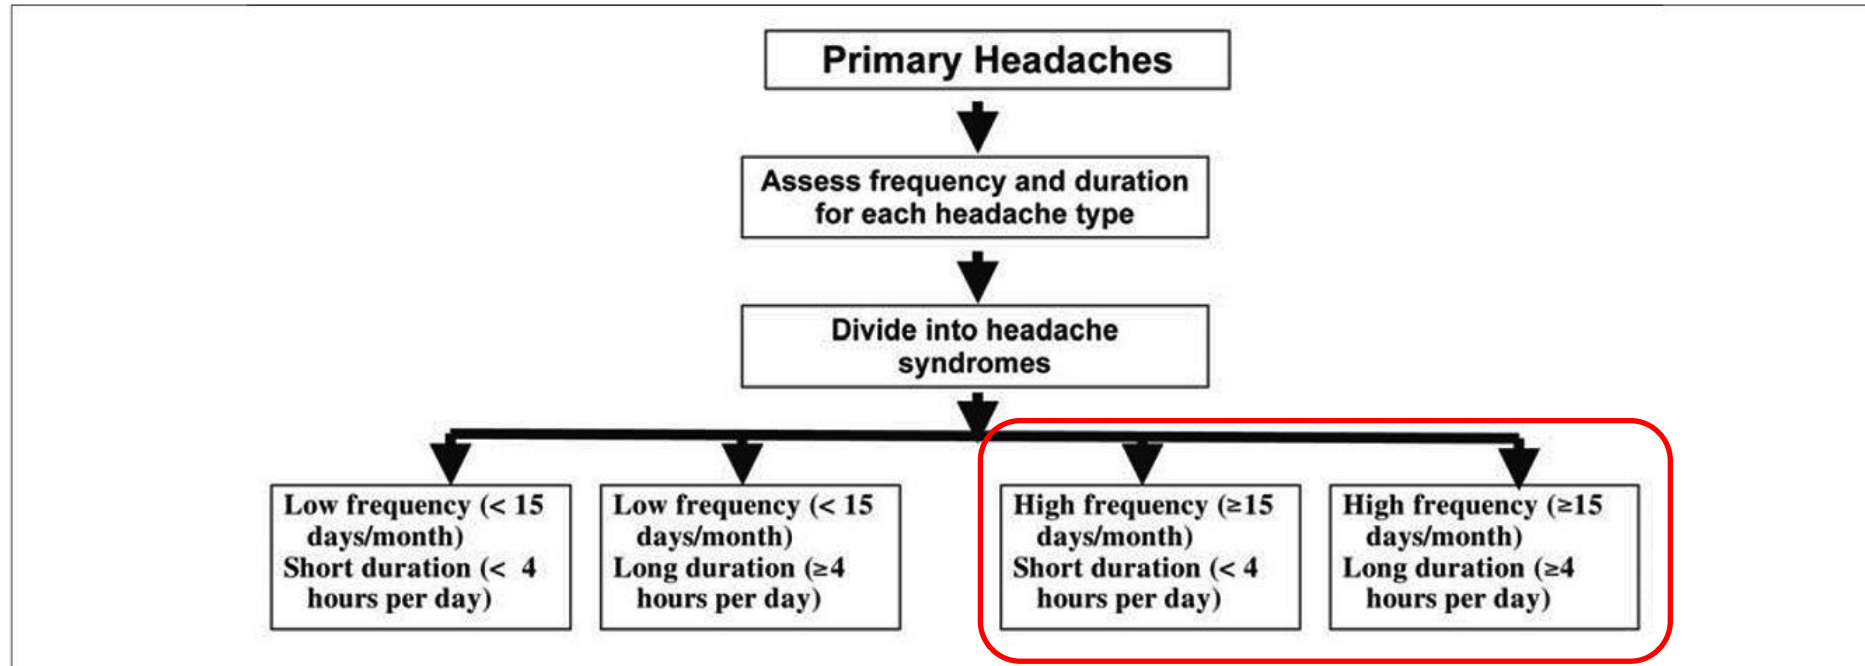 Primary Headaches
Assess frequency and duration
for each headache type
Divide into headache
syndromes
Low frequency (< 15
days/month)
Short duration (< 4
hours per day)
Low frequency (< 15
days/month)
Long duration (≥4
hours per day)
High frequency (≥15
days/month)
Short duration (< 4
hours per day)
High frequency (≥15
days/month)
Long duration (≥4
hours per day)